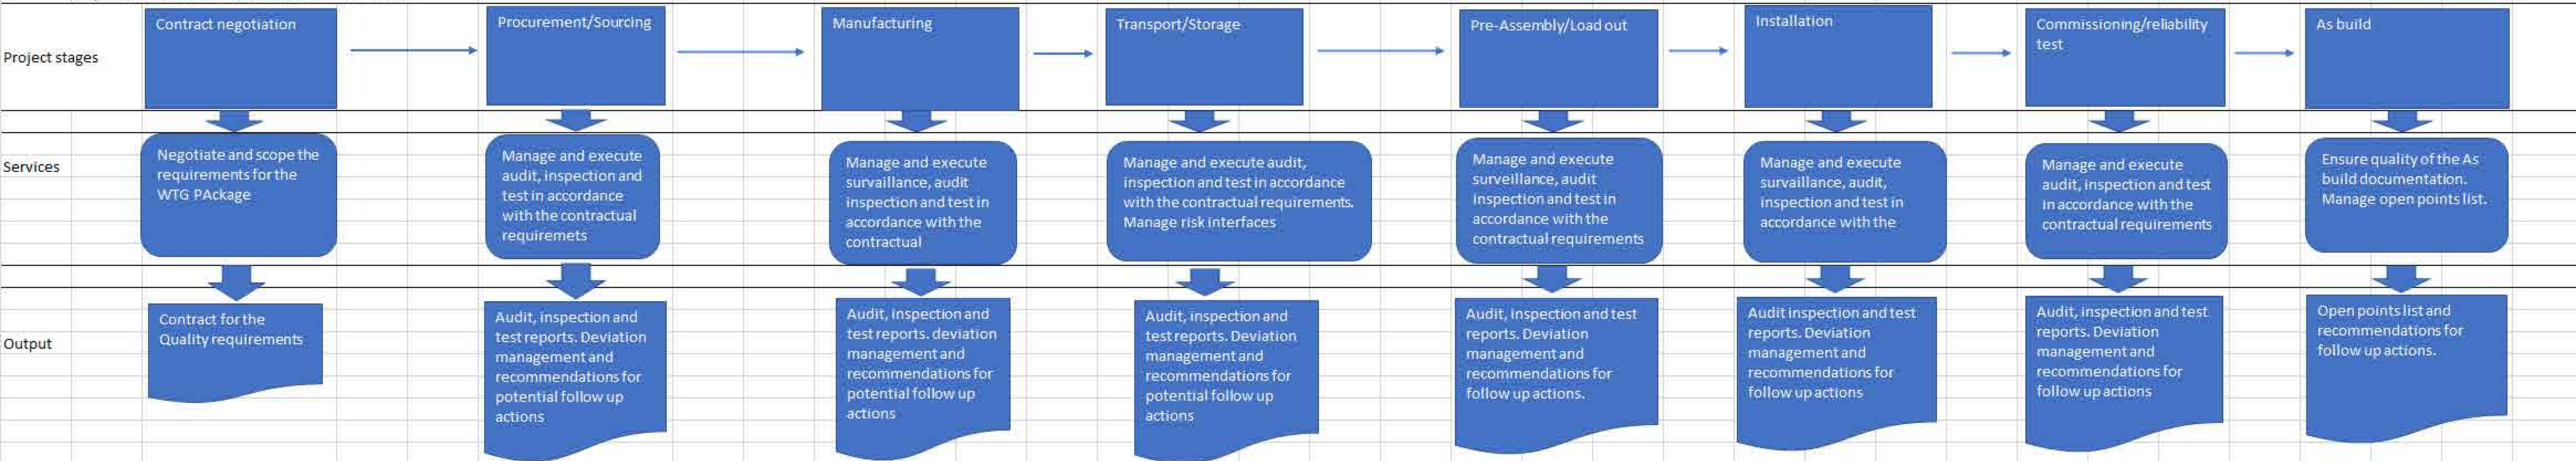 Project stages
Contract negotiation
Procurement/Sourcing
Manufacturing
Transport/Storage
Pre-Assembly/Load out
Installation
Commissioning/reliability
test
As build
Services
Negotiate and scope the
requirements for the
WTG PAckage
Manage and execute
audit, inspection and
test in accordance
with the contractual
requiremets
Manage and execute
survaillance, audit
inspection and test in
accordance with the
contractual
Manage and execute audit,
inspection and test in accordance
with the contractual requirements.
Manage risk interfaces
Manage and execute
surveillance, audit
inspection and test in
accordance with the
contractual requirements
Manage and execute
survaillance, audit,
inspection and test in
accordance with the
Manage and execute
audit, inspection and test
in accordance with the
contractual requirements
Ensure quality of the As
build documentation.
Manage open points list.
Output
Contract for the
Quality requirements
Audit, inspection and
test reports. Deviation
management and
recommendations for
potential follow up
actions
Audit, inspection and
test reports. deviation
management and
recommendations for
potential follow up
actions
Audit, inspection and
test reports. Deviation
management and
recommendations for
potential follow up
actions
Audit, inspection and test
reports. Deviation
management and
recommendations for
follow up actions.
Audit inspection and test
reports. Deviation
management and
recommendations for
follow up actions
Audit, inspection and test
reports. Deviation
management and
recommendations for
follow up actions
Open points list and
recommendations for
follow up actions.